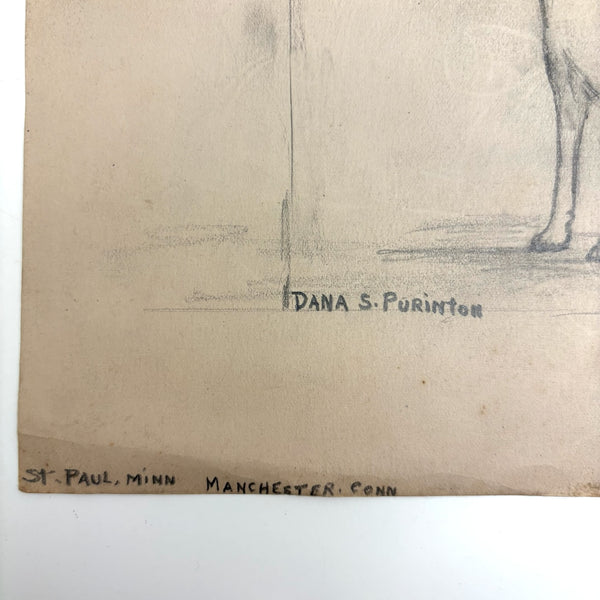 DANA S. PURINTON
St. PAUL, MINN MANCHESTER. CONN